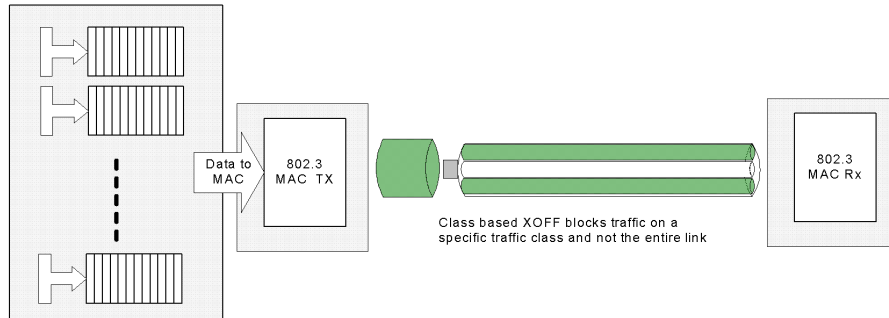 Data to
MAC
802.3
MAC TX
802.3
MAC Rx
Class based XOFF blocks traffic on a
specific traffic class and not the entire link